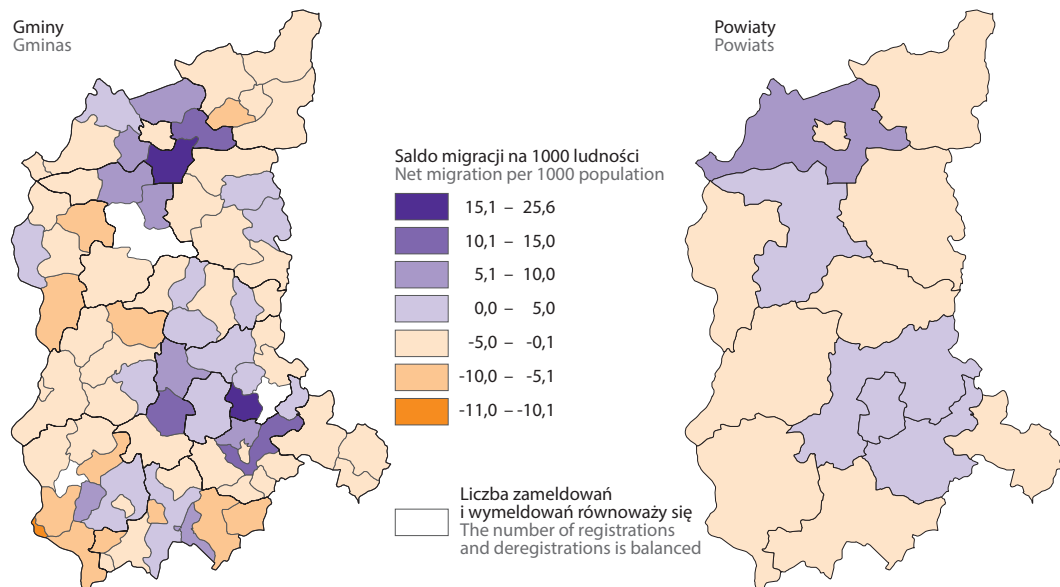 Gminy
Gminas
Powiaty
Powiats
Saldo migracji na 1000 ludności
Net migration per 1000 population
15,1 – 25,6
10,1 – 15,0
5,1 – 10,0
0,0 – 5,0
-5,0 – -0,1
-10,0 – -5,1
-11,0 – -10,1
Liczba zameldowań
i wymeldowań równoważy się
The number of registrations
and deregistrations is balanced